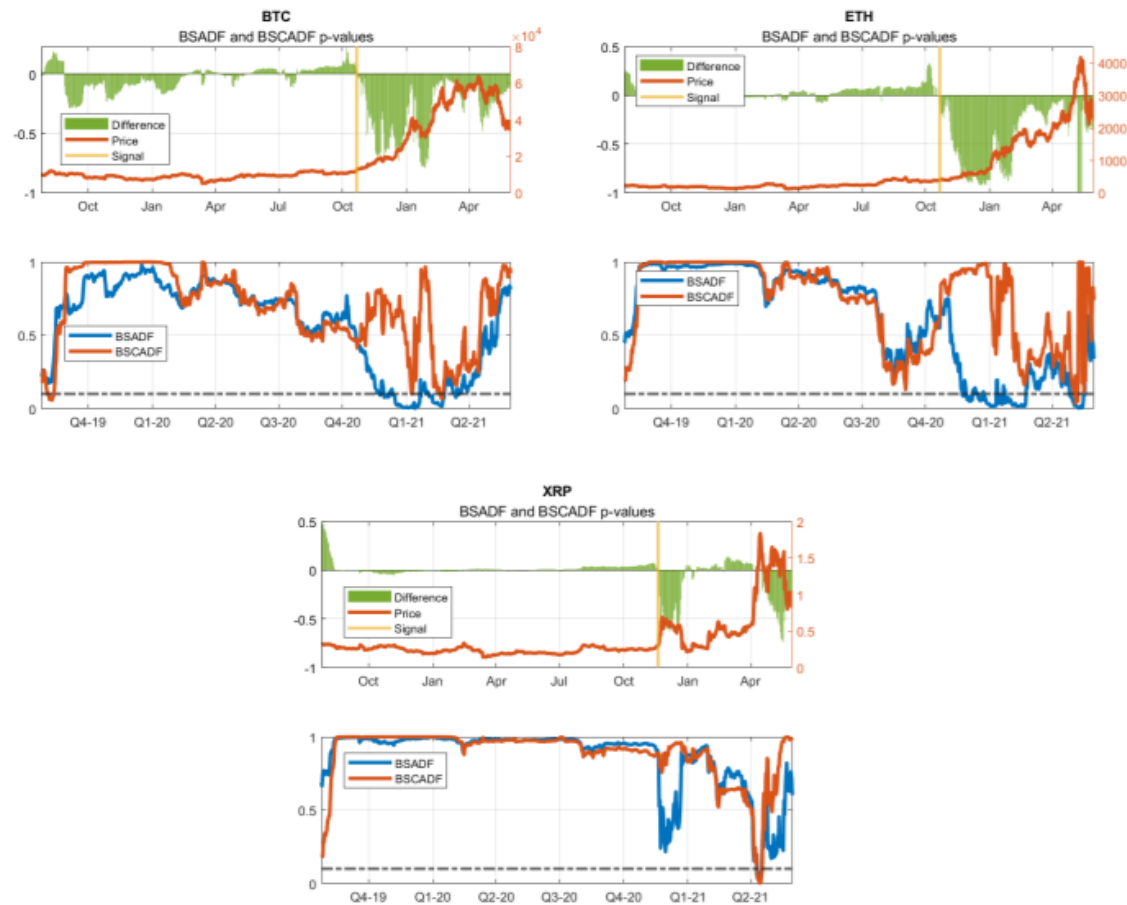 BTC
BSADF and BSCADF p-values
×10^4
0
-0.5
-1
8
6
4
2
0
Difference
Price
Signal
Oct Jan Apr Jul Oct Jan Apr
1
0.5
0
BSADF
BSCADF
Q4-19 Q1-20 Q2-20 Q3-20 Q4-20 Q1-21 Q2-21
ETH
BSADF and BSCADF p-values
0.5
0
-0.5
-1
4000
3000
2000
1000
0
Difference
Price
Signal
Oct Jan Apr Jul Oct Jan Apr
1
0.5
0
BSADF
BSCADF
Q4-19 Q1-20 Q2-20 Q3-20 Q4-20 Q1-21 Q2-21
XRP
BSADF and BSCADF p-values
0.5
0
-0.5
-1
2
1.5
1
0.5
0
Difference
Price
Signal
Oct Jan Apr Jul Oct Jan Apr
1
0.5
0
BSADF
BSCADF
Q4-19 Q1-20 Q2-20 Q3-20 Q4-20 Q1-21 Q2-21